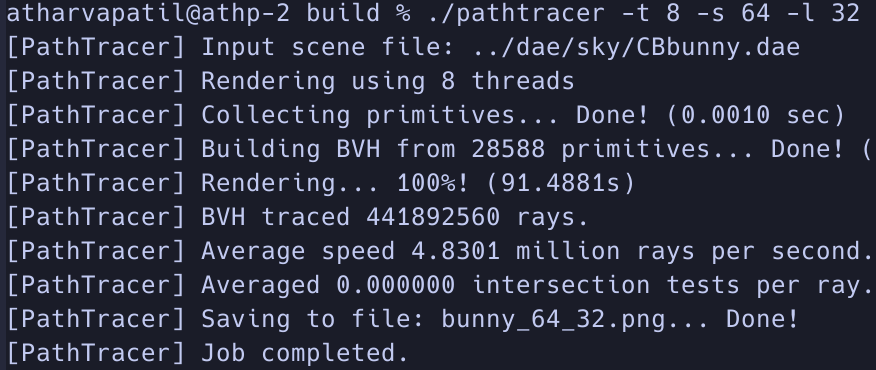 atharvapatil@athp-2 build % ./pathtracer -t 8 -s 64 -l 32
[PathTracer] Input scene file: ../dae/sky/CBbunny.dae
[PathTracer] Rendering using 8 threads
[PathTracer] Collecting primitives... Done! (0.0010 sec)
[PathTracer] Building BVH from 28588 primitives... Done! (
[PathTracer] Rendering... 100%! (91.4881s)
[PathTracer] BVH traced 441892560 rays.
[PathTracer] Average speed 4.8301 million rays per second.
[PathTracer] Averaged 0.000000 intersection tests per ray.
[PathTracer] Saving to file: bunny_64_32.png... Done!
[PathTracer] Job completed.